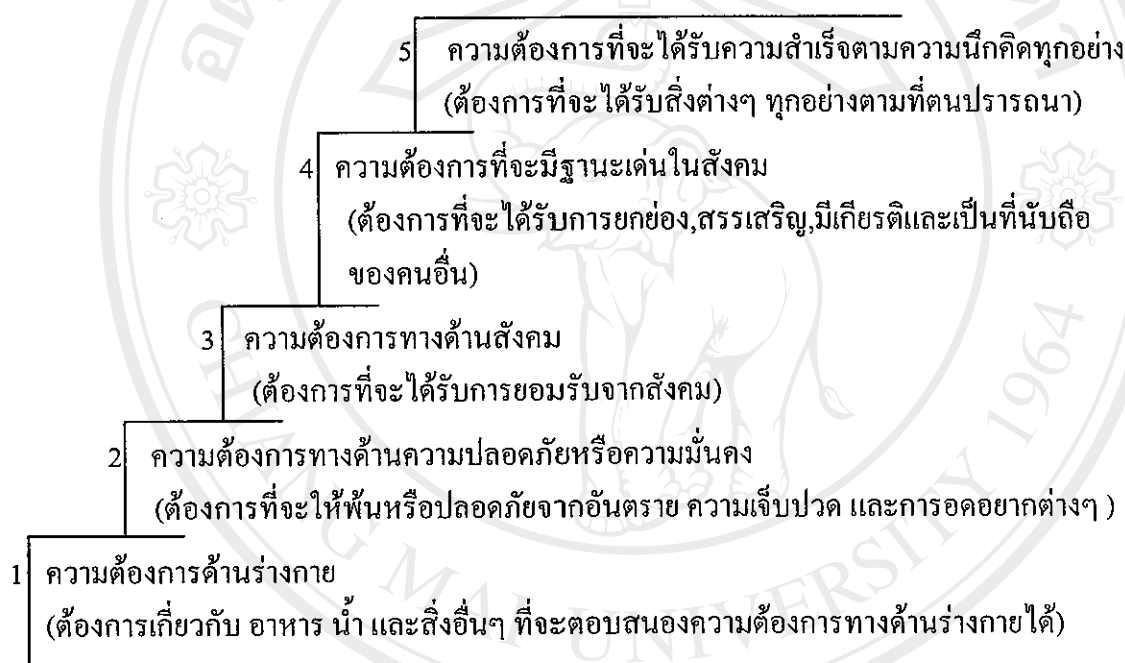 5 ความต้องการที่จะได้รับความสำเร็จตามความนึกคิดทุกอย่าง
(ต้องการที่จะได้รับสิ่งต่างๆ ทุกอย่างตามที่ตนปรารถนา)
4 ความต้องการที่จะมีฐานะเด่นในสังคม
(ต้องการที่จะได้รับการยกย่อง,สรรเสริญ,มีเกียรติและเป็นที่นับถือ
ของคนอื่น)
3 ความต้องการทางด้านสังคม
(ต้องการที่จะได้รับการยอมรับจากสังคม)
2 ความต้องการทางด้านความปลอดภัยหรือความมั่นคง
(ต้องการที่จะให้พ้นหรือปลอดภัยจากอันตราย ความเจ็บปวด และการอดอยากต่างๆ )
1 ความต้องการด้านร่างกาย
(ต้องการเกี่ยวกับ อาหาร น้ำ และสิ่งอื่นๆ ที่จะตอบสนองความต้องการทางด้านร่างกายได้)
CHIANG MAI UNIVERSITY 1964